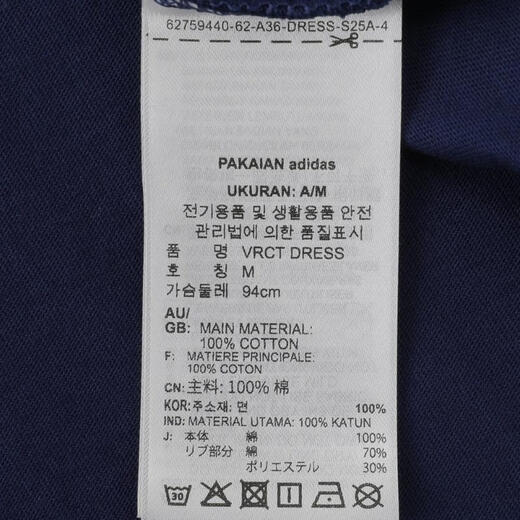 62759440-62-A36-DRESS-S25A-4
PAKAIAN adidas
UKURAN: A/M
전기용품 및 생활용품 안전
관리법에 의한 품질표시
품 명 VRCT DRESS
호 칭 M
가슴둘레 94cm
AU/
GB: MAIN MATERIAL:
100% COTTON
F: MATIERE PRINCIPALE:
100% COTON
CN: 主料: 100% 棉
KOR: 주소재: 면 100%
IND: MATERIAL UTAMA: 100% KATUN
J: 本体 綿 100%
リブ部分 綿 70%
ポリエステル 30%
30